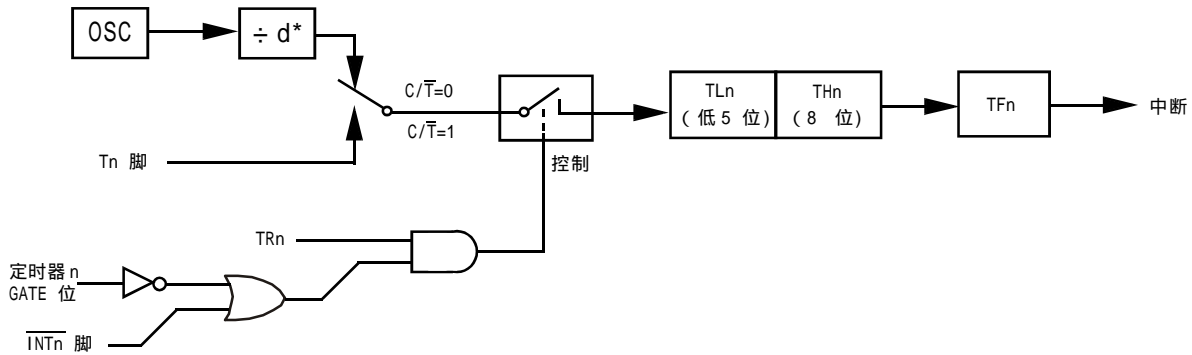 OSC
÷ d*
C/T̅=0
C/T̅=1
Tn 脚
控制
TLn
(低5 位)
THn
(8 位)
TFn
中断
TRn
定时器n
GATE 位
I̅N̅T̅n̅ 脚